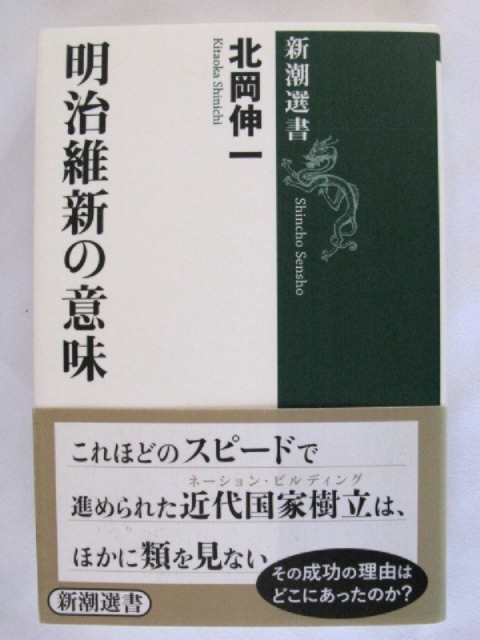 新潮選書
Shincho Sensho
北岡伸一
Kitaoka Shinichi
明治維新の意味
これほどのスピードで
ネーション・ビルディング
進められた近代国家樹立は、
ほかに類を見ない
その成功の理由は
どこにあったのか?
新潮選書